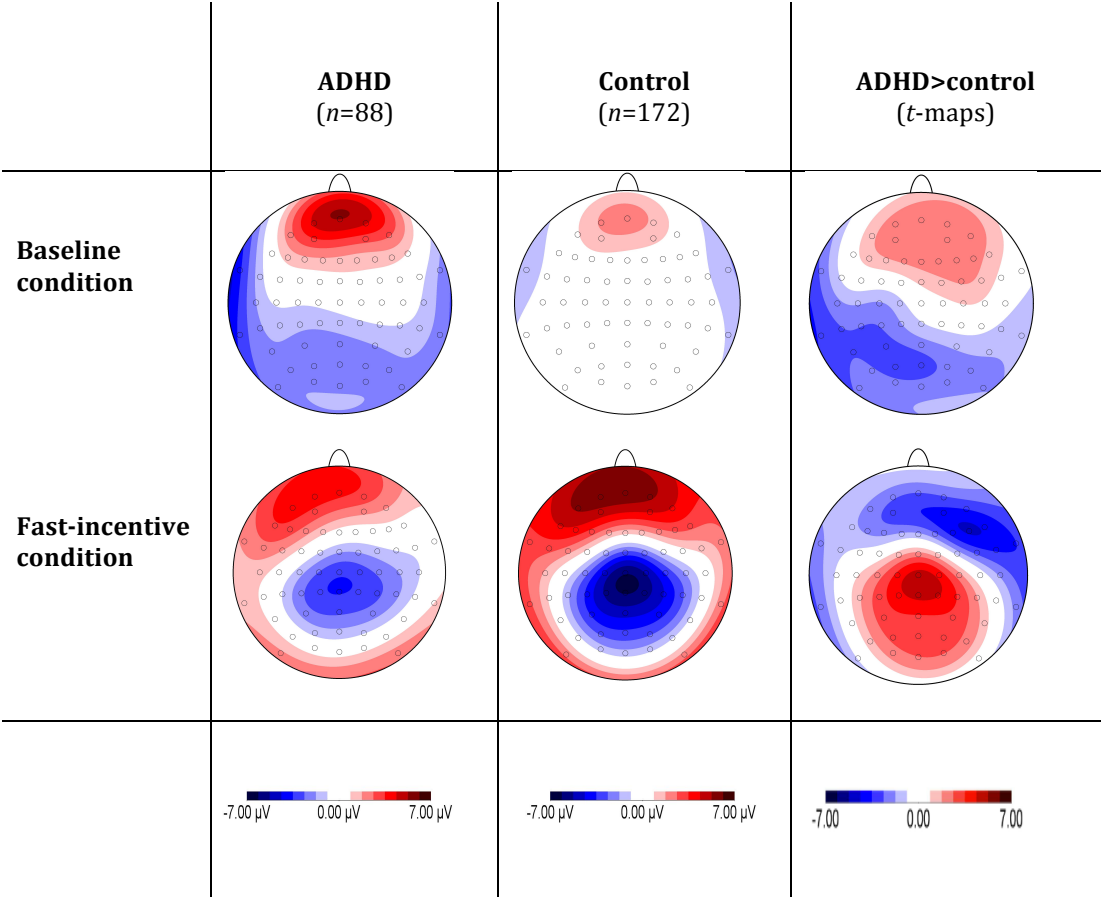 ADHD
(n=88)
Control
(n=172)
ADHD>control
(t-maps)
Baseline
condition
Fast-incentive
condition
-7.00 µV 0.00 µV 7.00 µV
-7.00 µV 0.00 µV 7.00 µV
-7.00 0.00 7.00